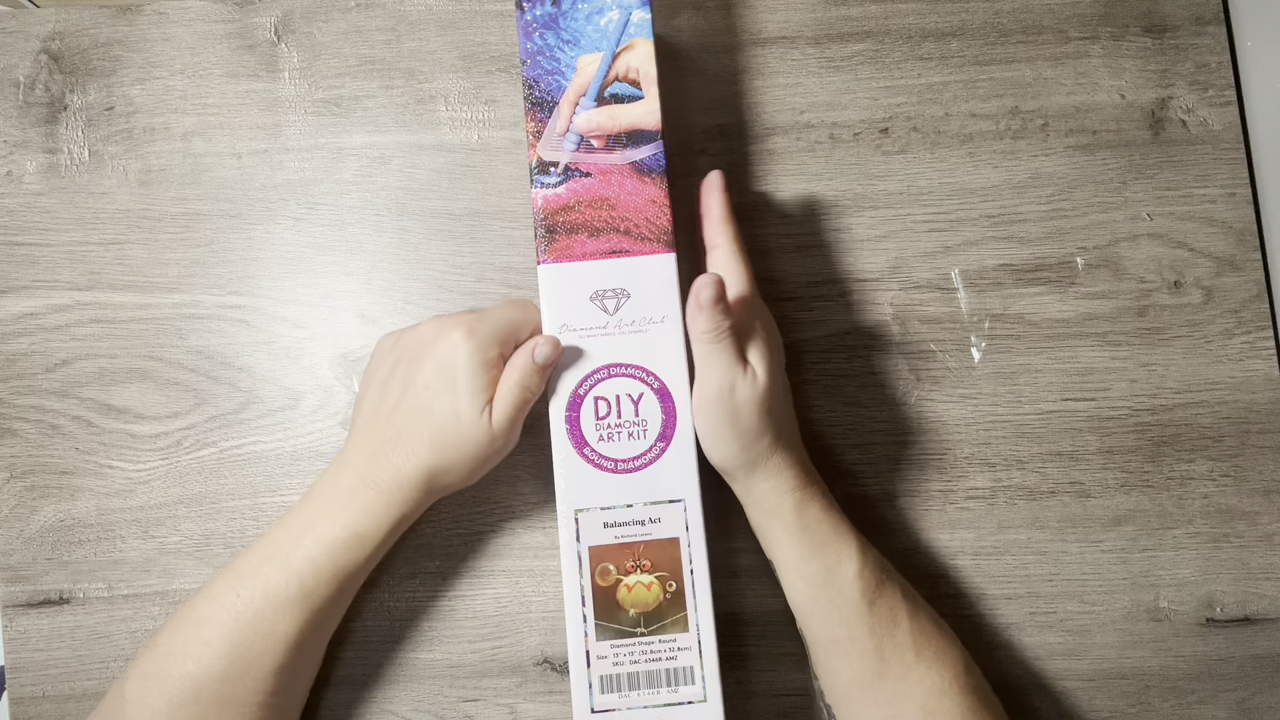 Diamond Art Club
DO WHAT MAKES YOU SPARKLE
ROUND DIAMONDS
DIY
DIAMOND
ART KIT
ROUND DIAMONDS
Balancing Act
By Richard Lorenz
Diamond Shape: Round
Size: 13" x 13" (32.8cm x 32.8cm)
SKU: DAC-6346R-AMZ
DAC-6346R-AMZ